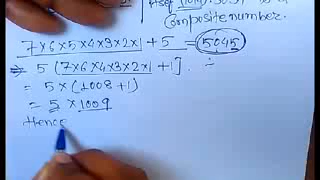 Composite number.
7×6×5×4×3×2×1 + 5 = 5045
⇒ 5 [7×6×4×3×2×1 + 1] ÷
= 5 × (1008 + 1)
= 5 × 1009
Hence